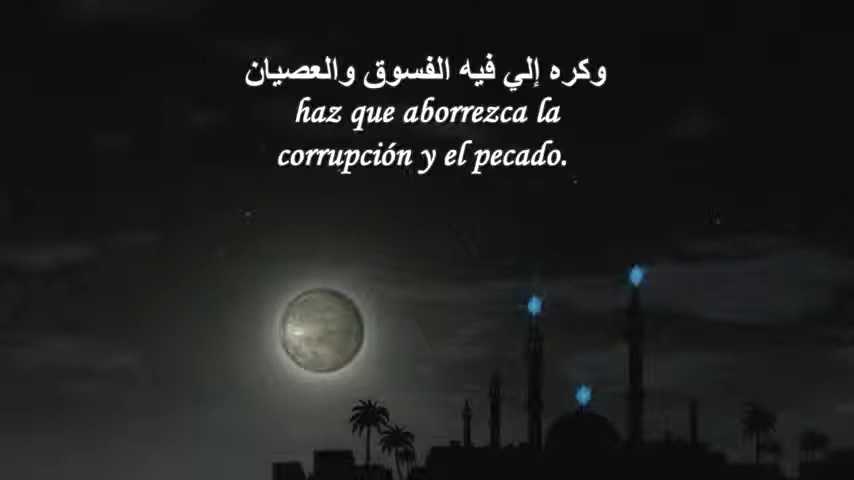 وكره إلي فيه الفسوق والعصيان
haz que aborrezca la
corrupción y el pecado.